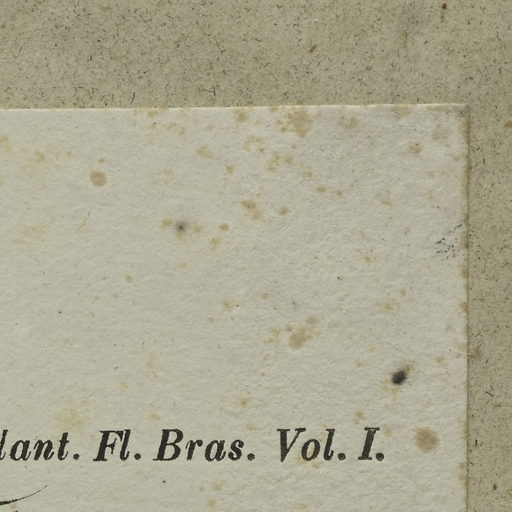 lant. Fl. Bras. Vol. I.